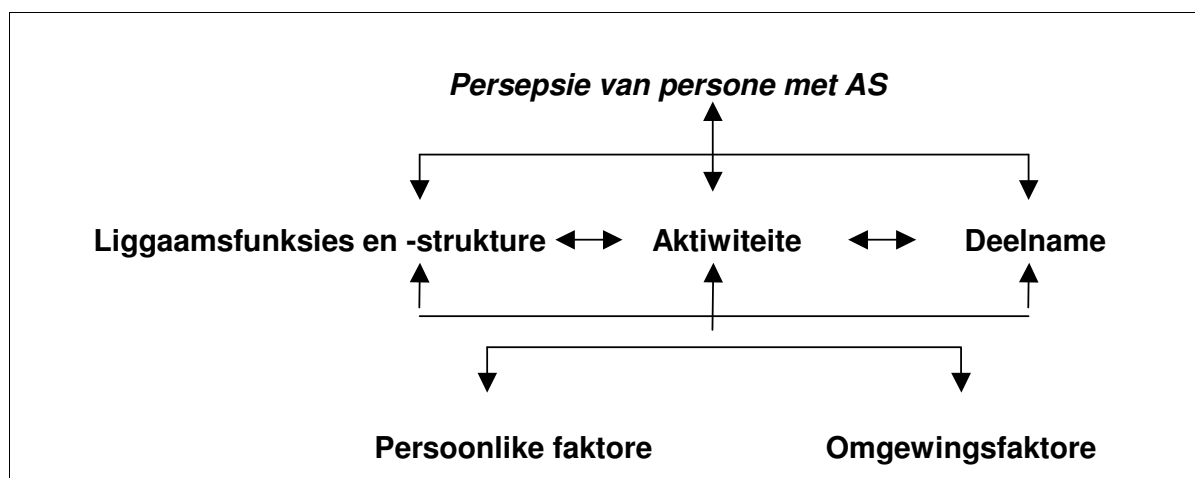 Persepsie van persone met AS
Liggaamsfunksies en -strukture Aktiwiteite Deelname
Persoonlike faktore Omgewingsfaktore